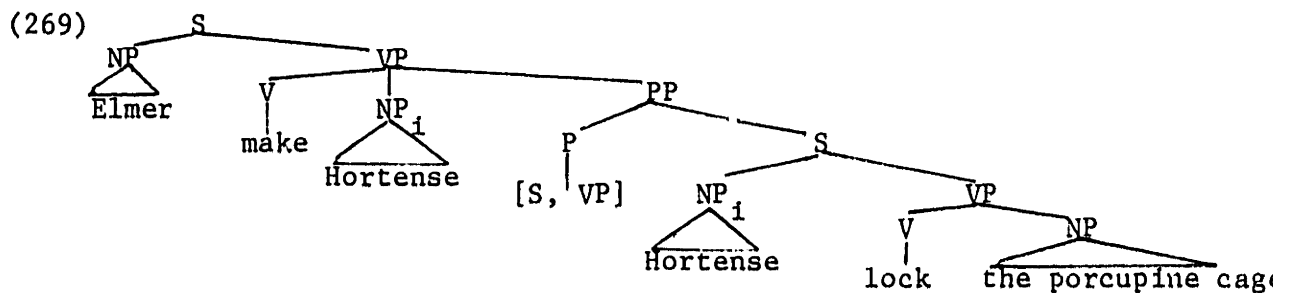 (269) S
NP VP
Elmer V NP i PP
make Hortense P S
[S, VP] NP i VP
Hortense V NP
lock the porcupine cag